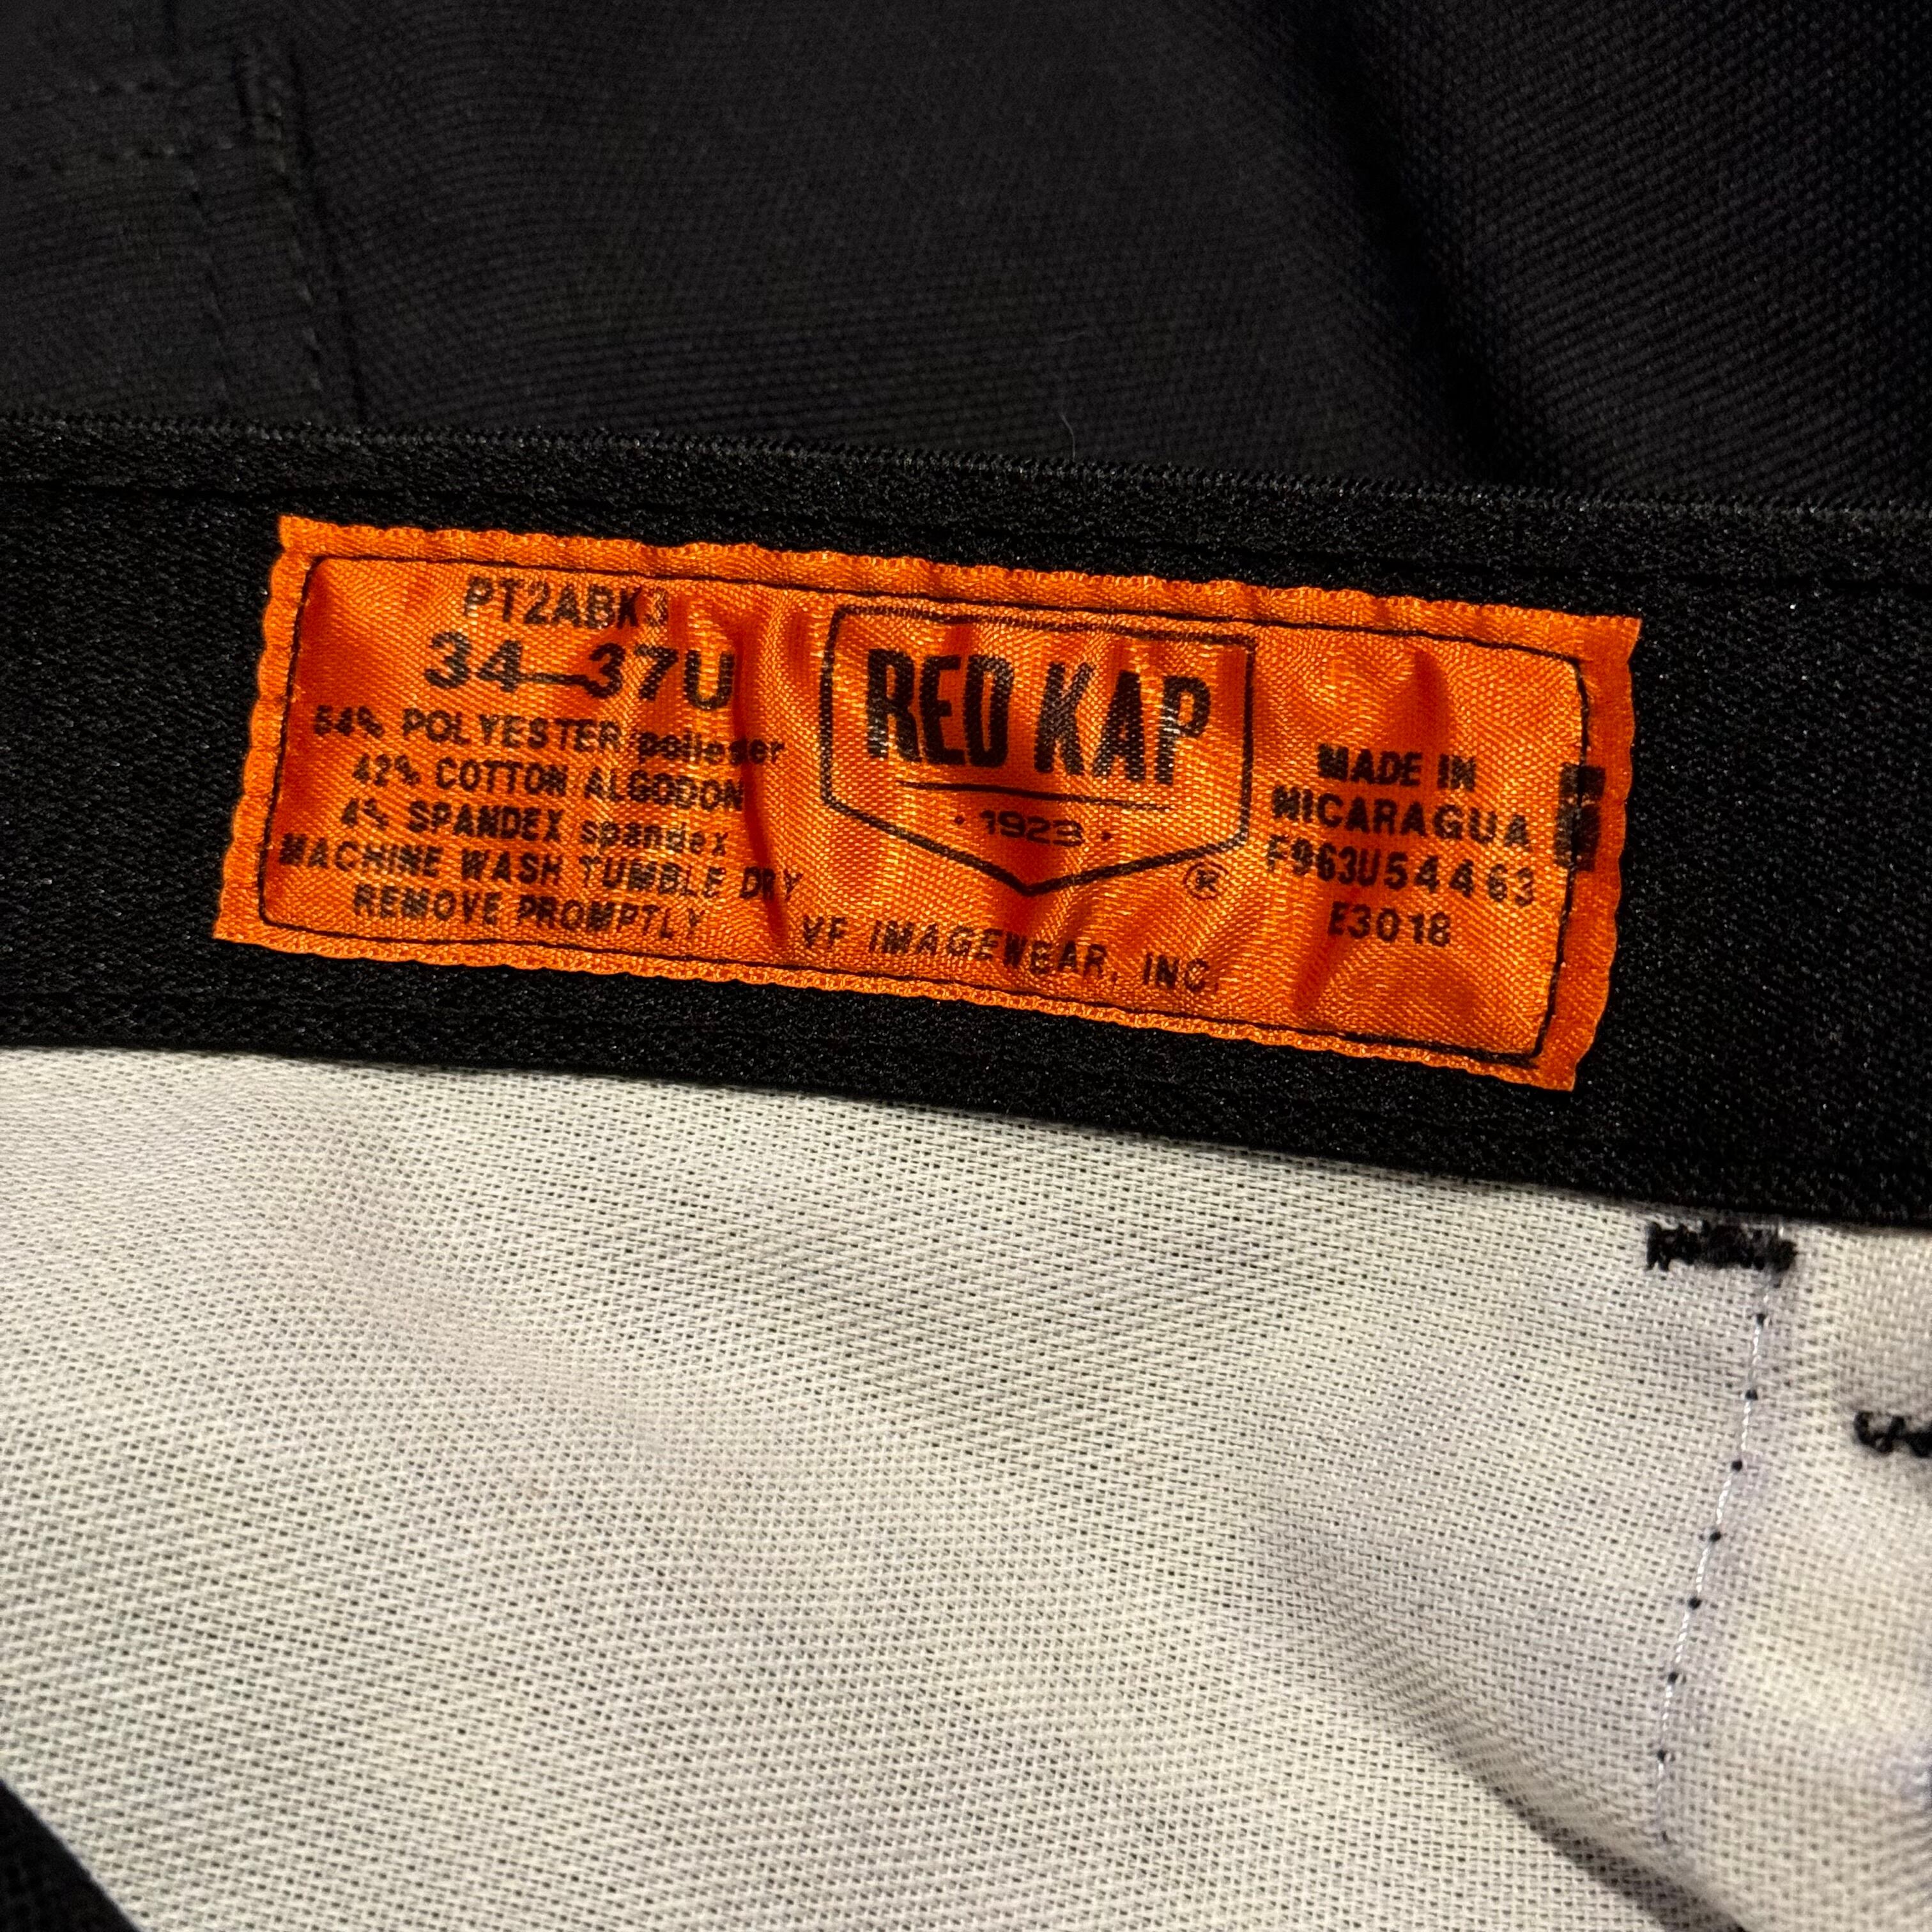 PT2ABK3
34-37U
54% POLYESTER poliester
42% COTTON ALGODON
4% SPANDEX spandex
MACHINE WASH TUMBLE DRY
REMOVE PROMPTLY
RED KAP
· 1923 ·
®
VF IMAGEWEAR, INC.
MADE IN
NICARAGUA
F963U54463
E3018